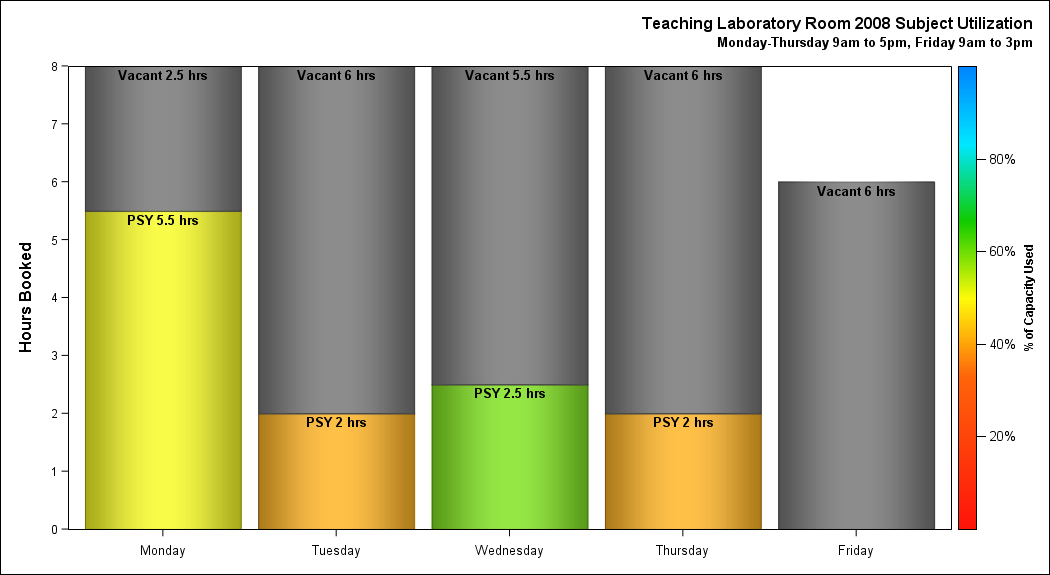 Teaching Laboratory Room 2008 Subject Utilization
Monday-Thursday 9am to 5pm, Friday 9am to 3pm
Hours Booked
8
7
6
5
4
3
2
1
0
Vacant 2.5 hrs
PSY 5.5 hrs
Vacant 6 hrs
PSY 2 hrs
Vacant 5.5 hrs
PSY 2.5 hrs
Vacant 6 hrs
PSY 2 hrs
Vacant 6 hrs
Monday
Tuesday
Wednesday
Thursday
Friday
80%
60%
40%
20%
% of Capacity Used